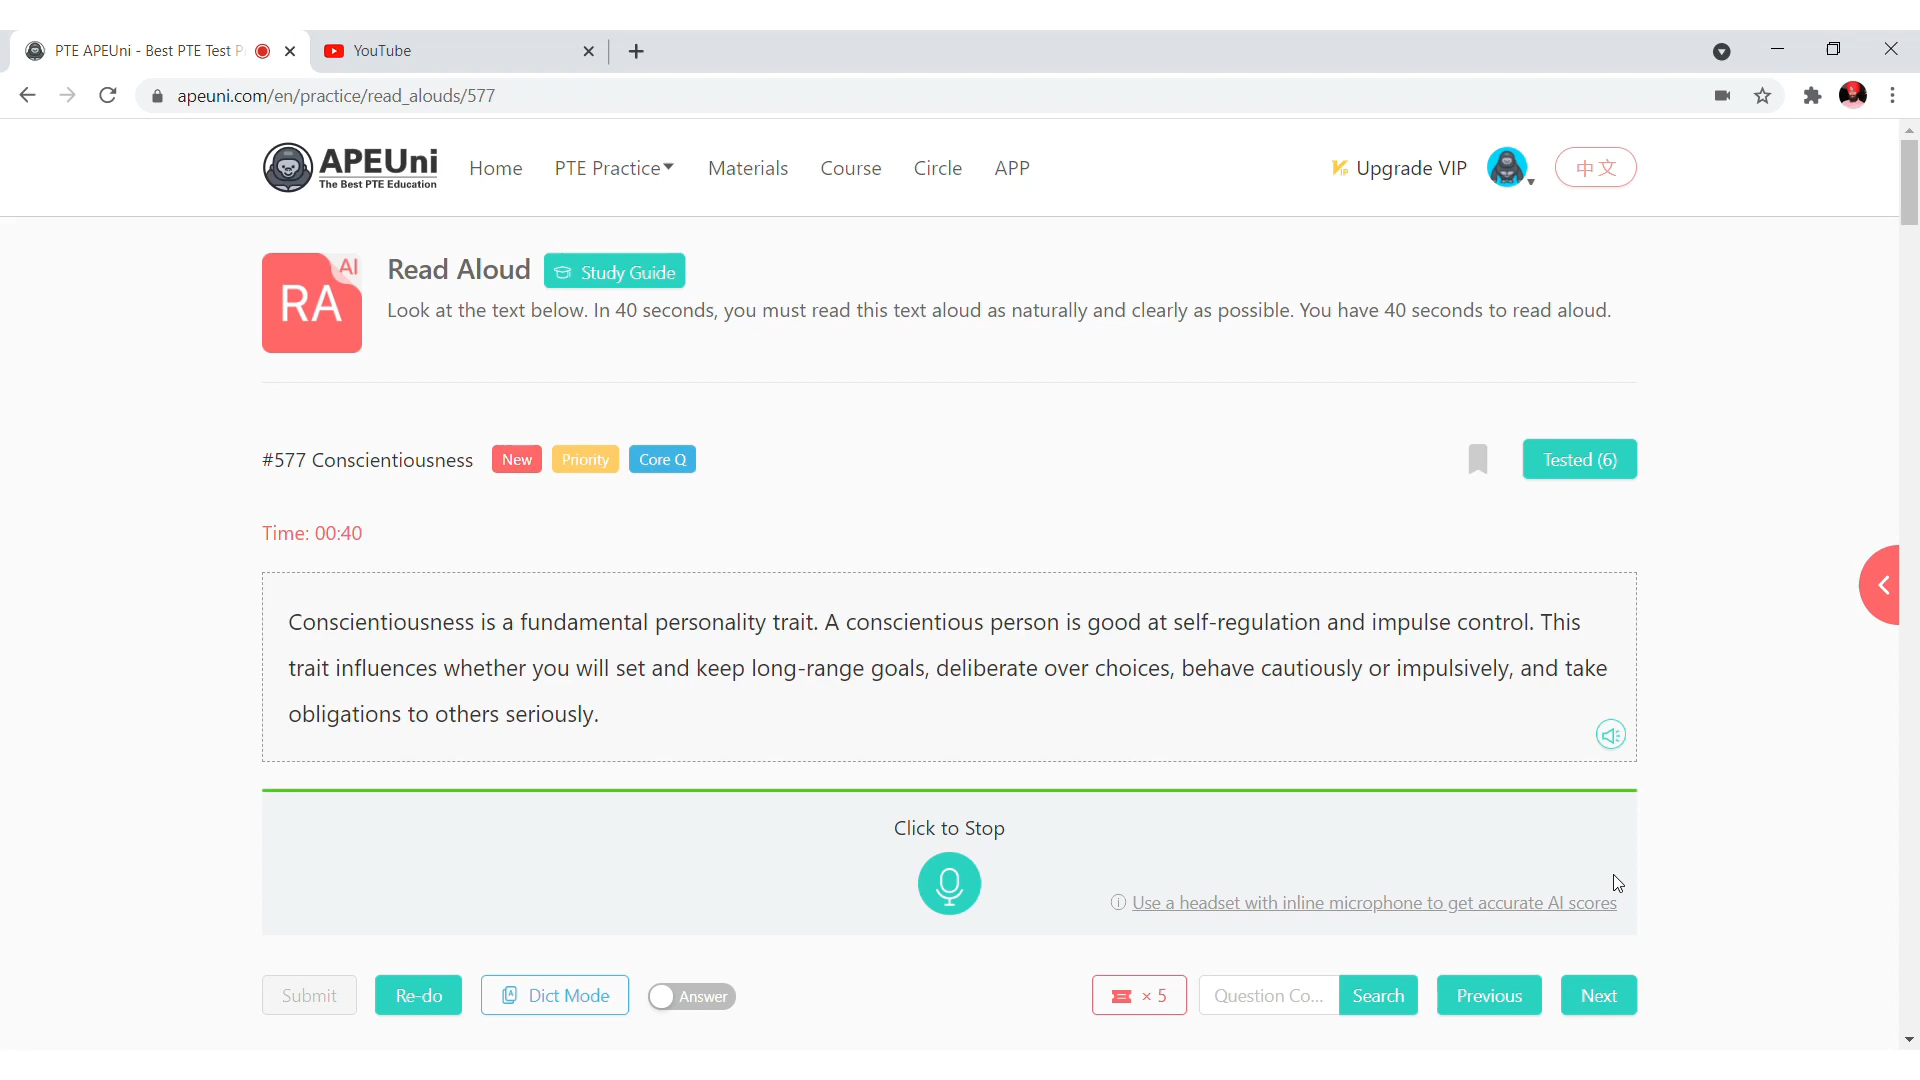 PTE APEUni - Best PTE Test P
YouTube
apeuni.com/en/practice/read_alouds/577
APEUni
The Best PTE Education
Home
PTE Practice
Materials
Course
Circle
APP
VIP
Upgrade VIP
中文
RA
AI
Read Aloud
Study Guide
Look at the text below. In 40 seconds, you must read this text aloud as naturally and clearly as possible. You have 40 seconds to read aloud.
#577 Conscientiousness
New
Priority
Core Q
Tested (6)
Time: 00:40
Conscientiousness is a fundamental personality trait. A conscientious person is good at self-regulation and impulse control. This
trait influences whether you will set and keep long-range goals, deliberate over choices, behave cautiously or impulsively, and take
obligations to others seriously.
Click to Stop
Use a headset with inline microphone to get accurate AI scores
Submit
Re-do
Dict Mode
Answer
× 5
Question Co...
Search
Previous
Next